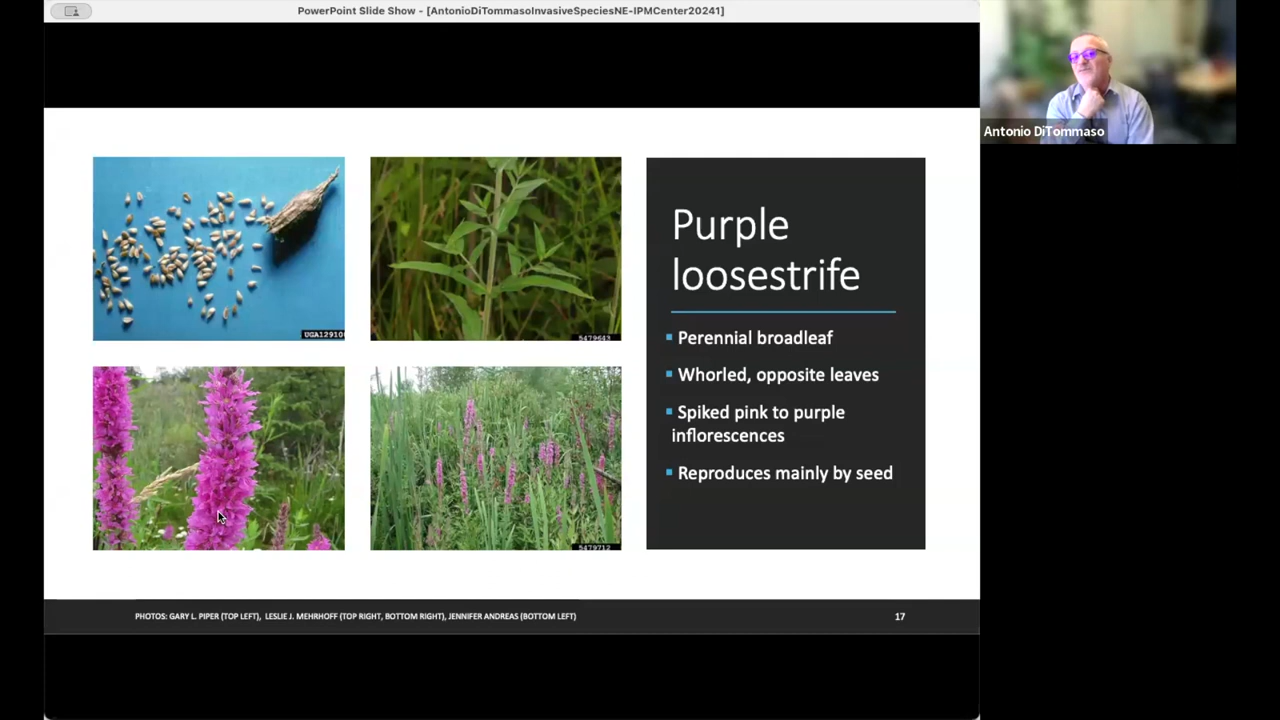 PowerPoint Slide Show - [AntonioDiTommasoInvasiveSpeciesNE-IPMCenter20241]
Antonio DiTommaso
UGA12910
5479643
Purple
loosestrife
Perennial broadleaf
Whorled, opposite leaves
Spiked pink to purple
inflorescences
Reproduces mainly by seed
5479712
PHOTOS: GARY L. PIPER (TOP LEFT), LESLIE J. MEHRHOFF (TOP RIGHT, BOTTOM RIGHT), JENNIFER ANDREAS (BOTTOM LEFT)
17